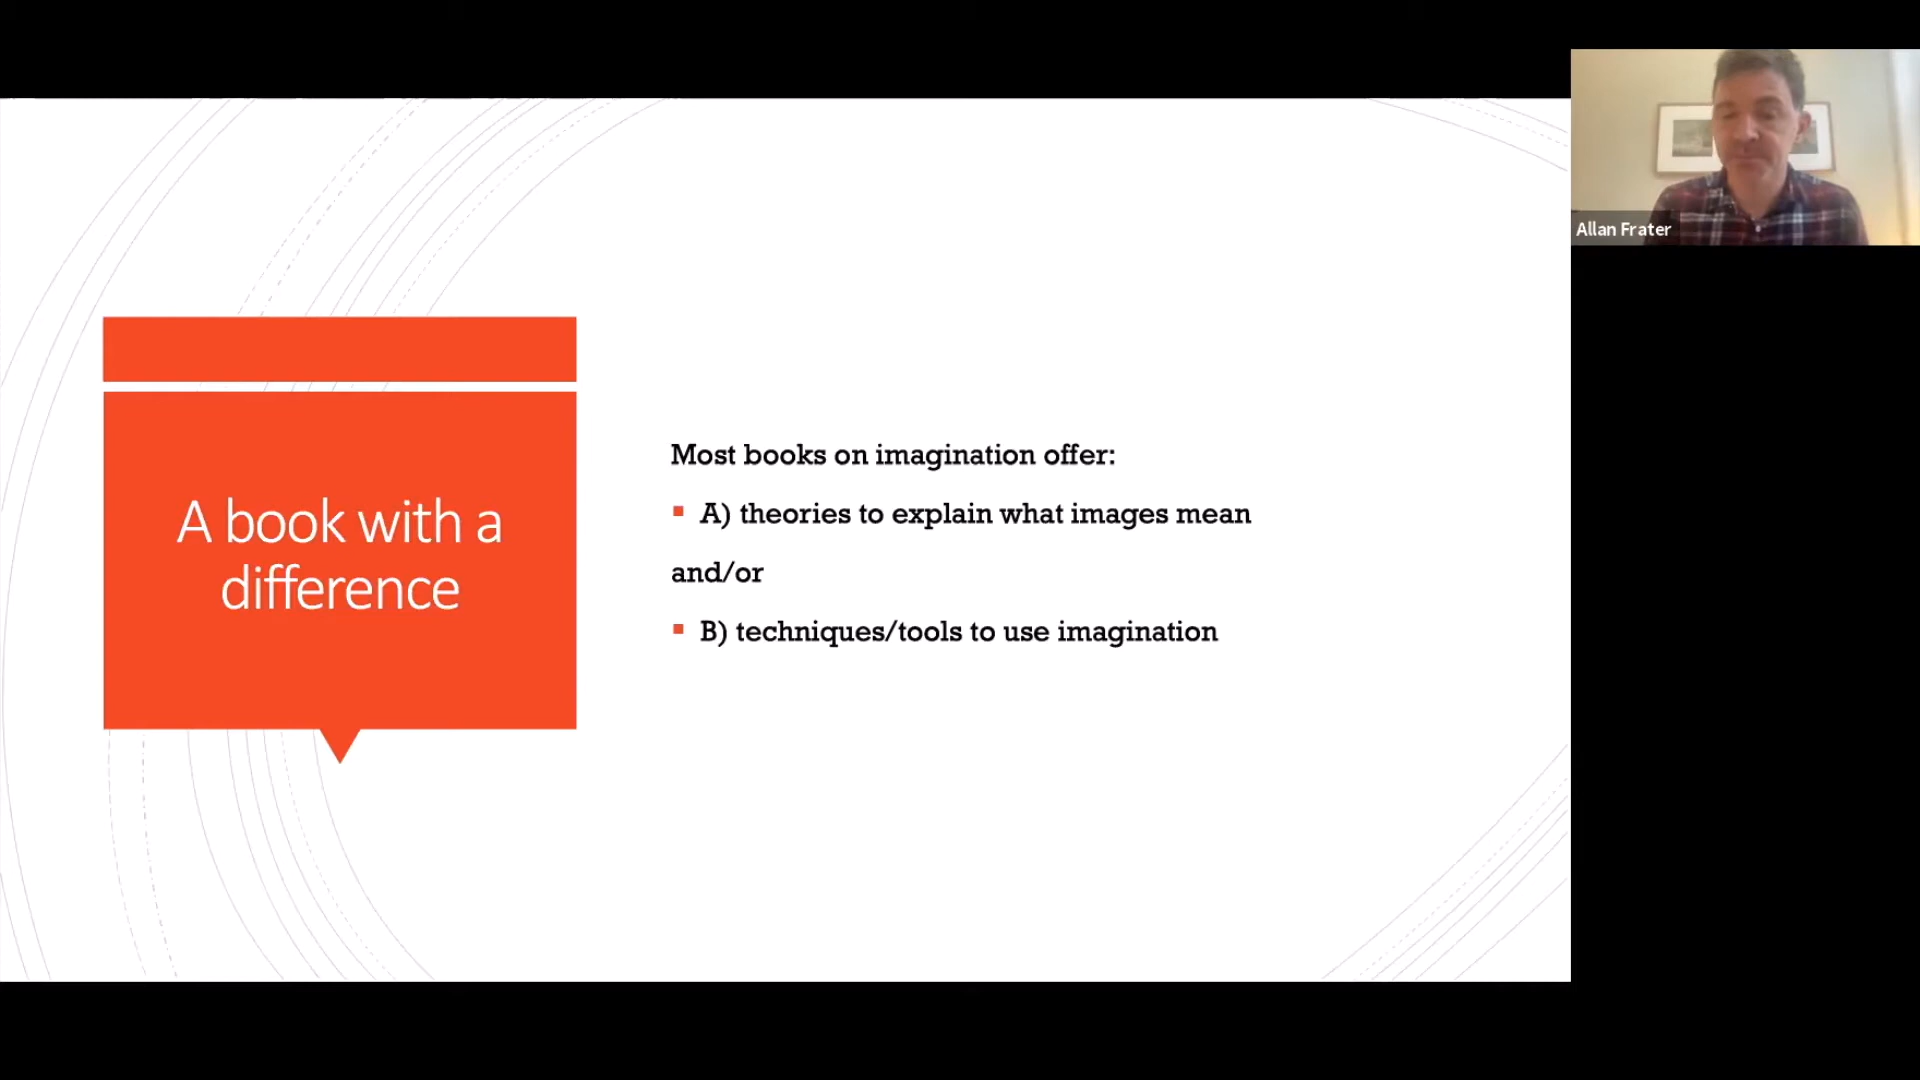 A book with a
difference
Most books on imagination offer:
A) theories to explain what images mean
and/or
B) techniques/tools to use imagination
Allan Frater